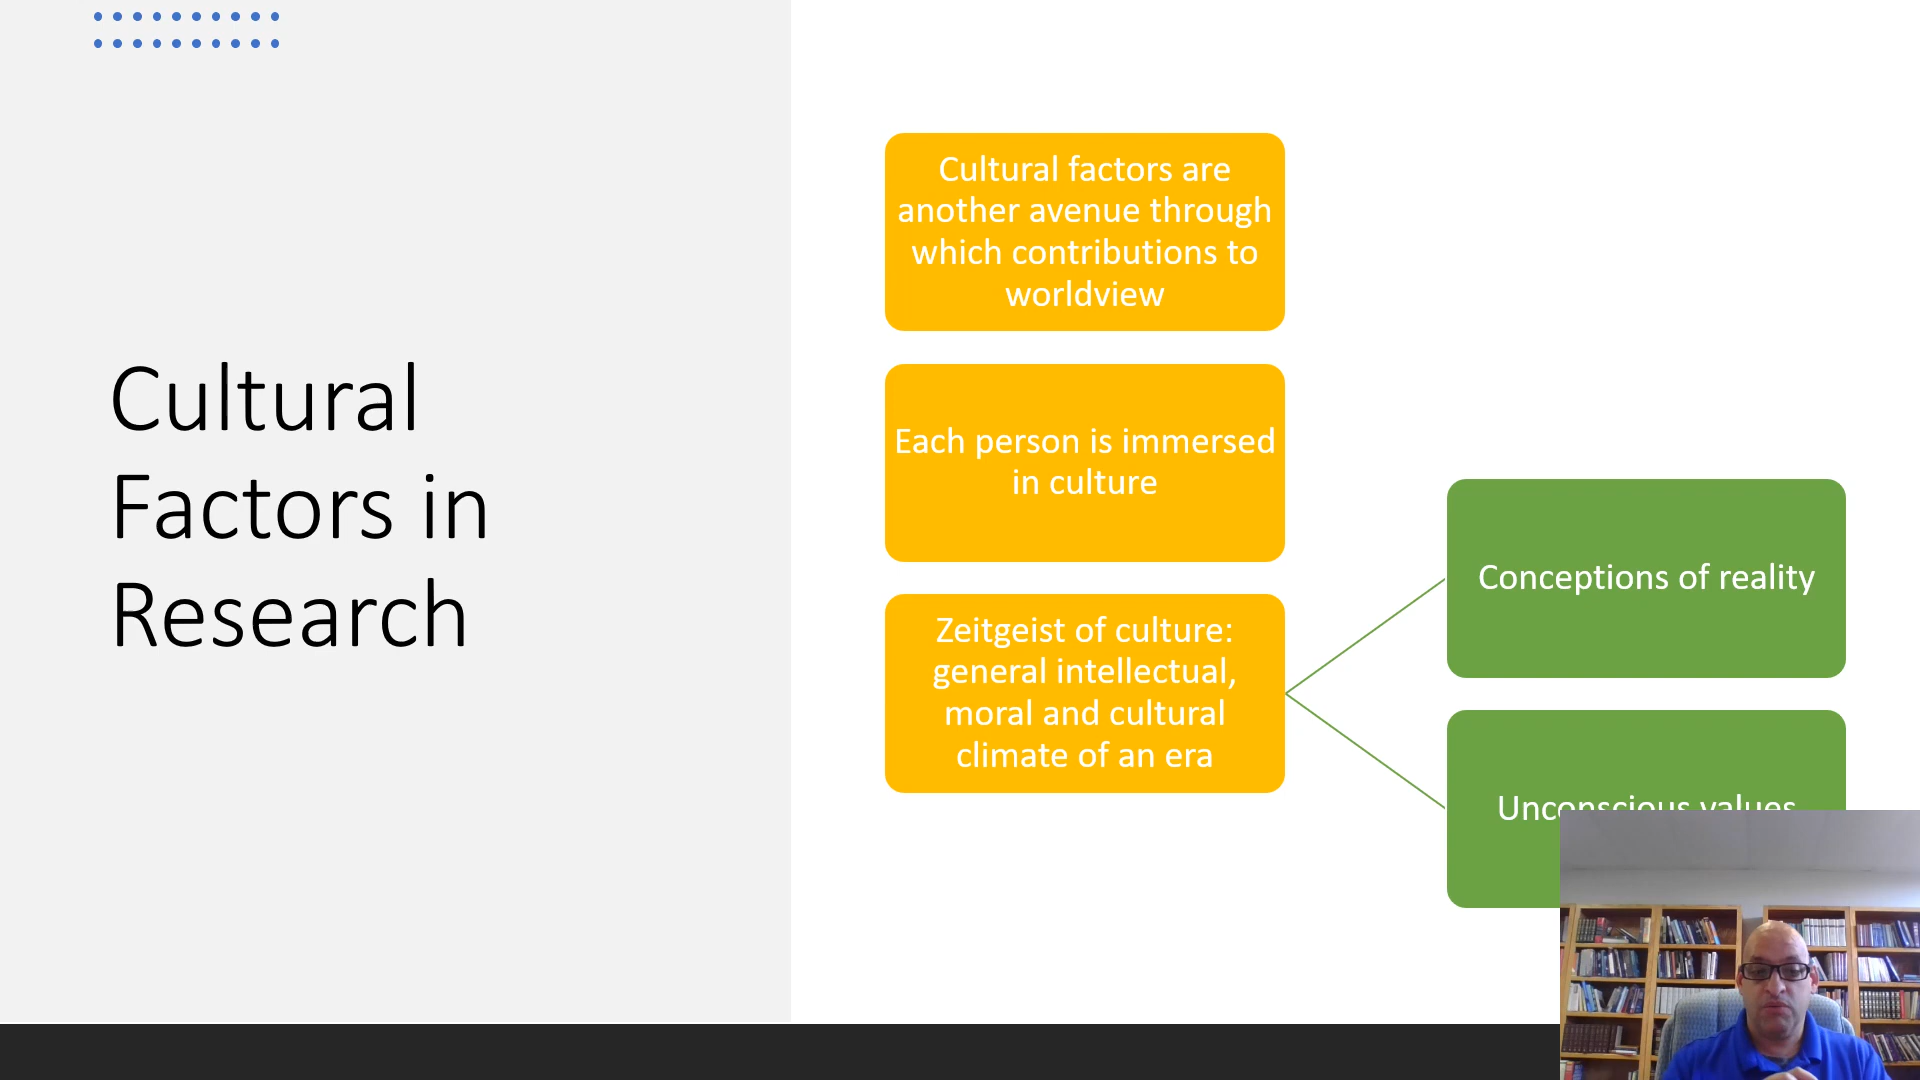 Cultural
Factors in
Research
Cultural factors are
another avenue through
which contributions to
worldview
Each person is immersed
in culture
Zeitgeist of culture:
general intellectual,
moral and cultural
climate of an era
Conceptions of reality
Unconscious values